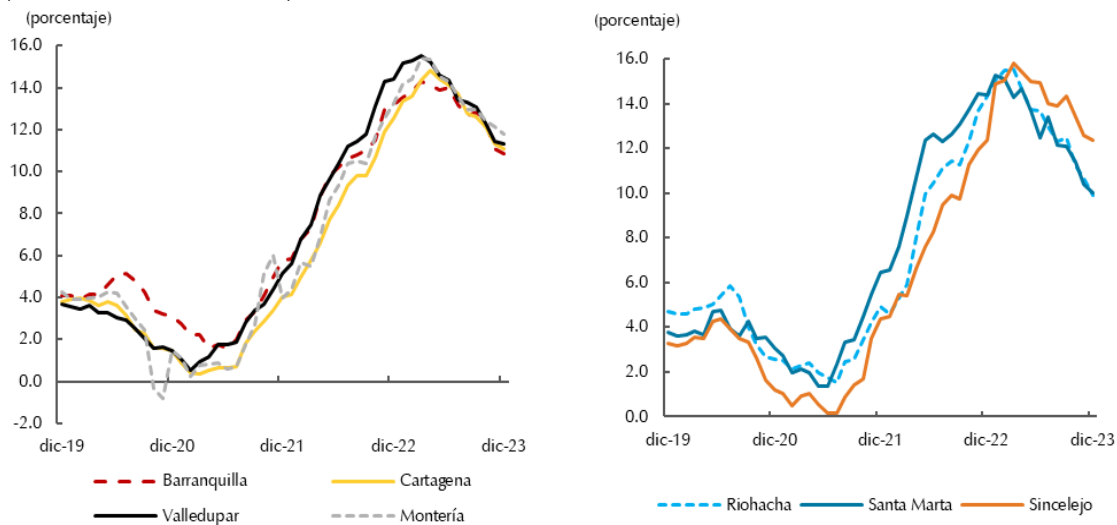 (porcentaje)
16.0
14.0
12.0
10.0
8.0
6.0
4.0
2.0
0.0
-2.0
dic-19 dic-20 dic-21 dic-22 dic-23
Barranquilla Cartagena
Valledupar Montería
(porcentaje)
16.0
14.0
12.0
10.0
8.0
6.0
4.0
2.0
0.0
dic-19 dic-20 dic-21 dic-22 dic-23
Riohacha Santa Marta Sincelejo